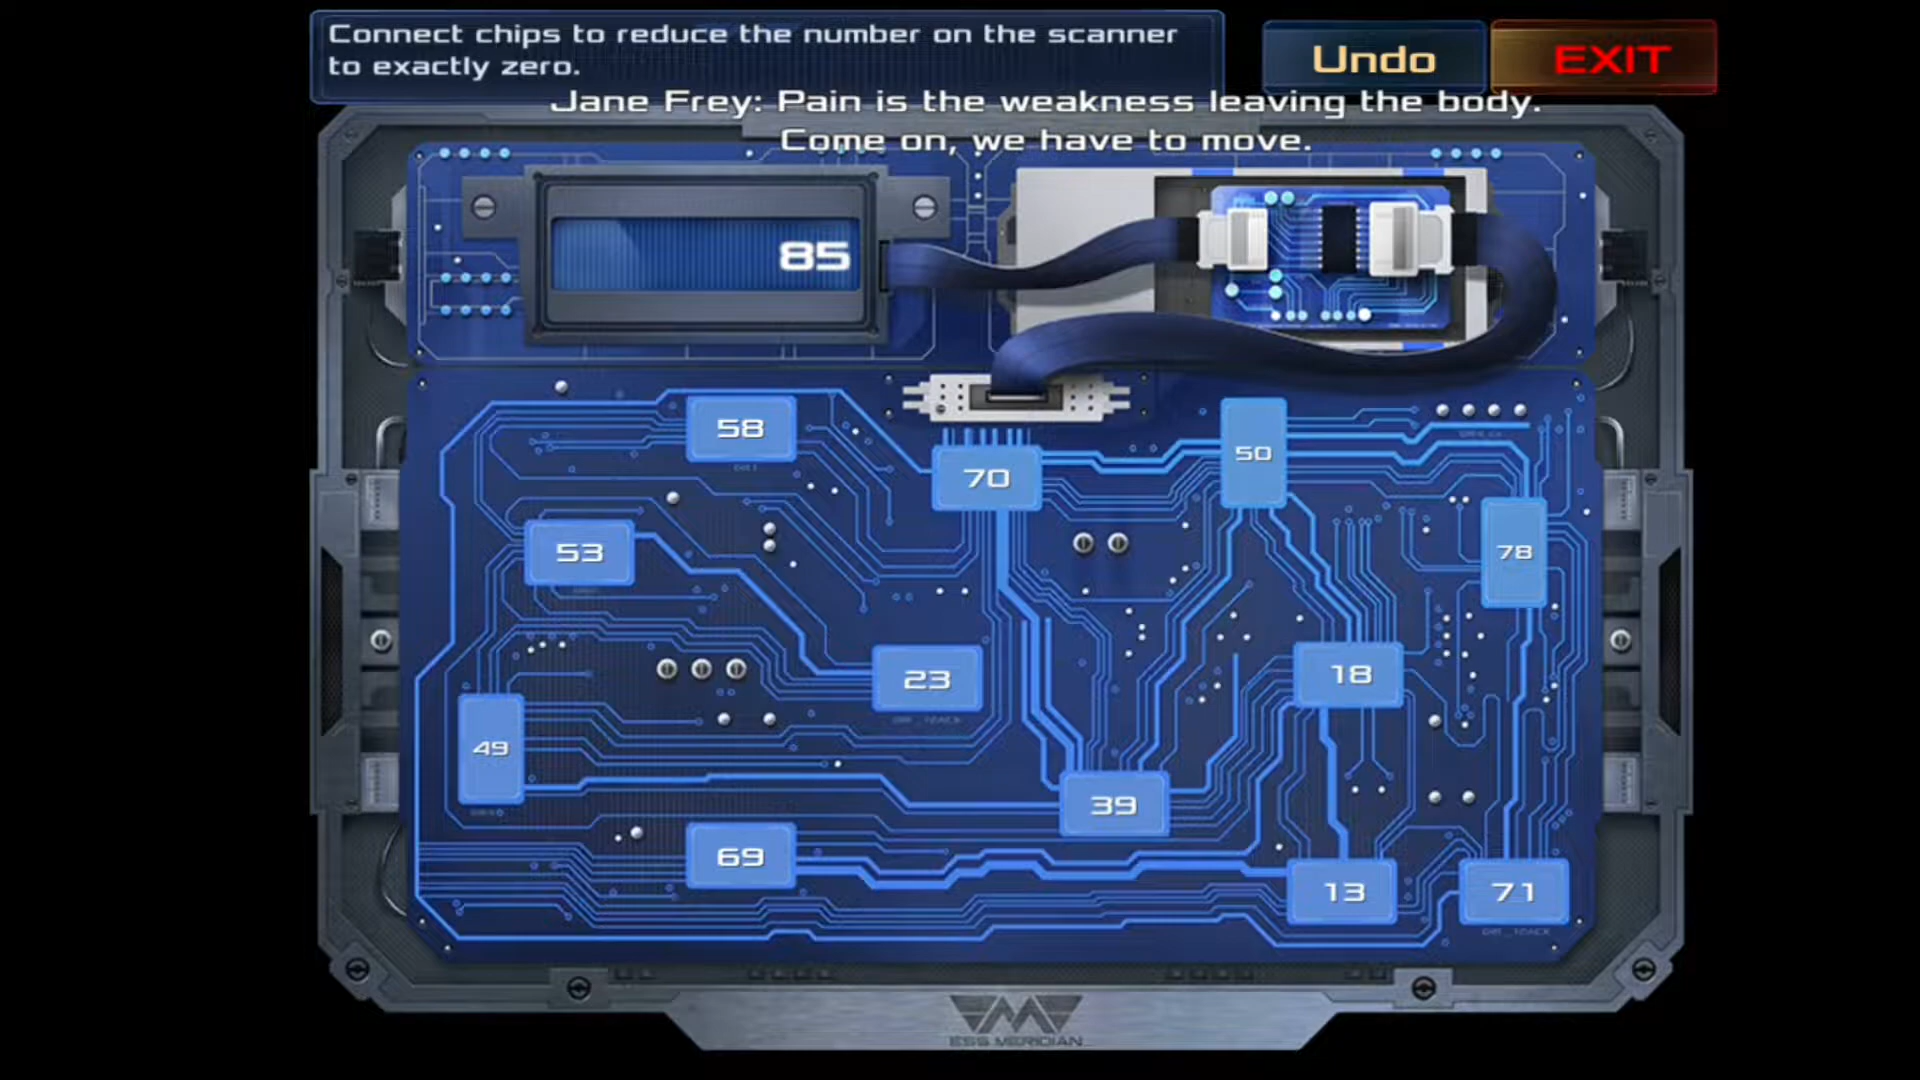 Connect chips to reduce the number on the scanner
to exactly zero.
Undo
EXIT
Jane Frey: Pain is the weakness leaving the body.
Come on, we have to move.
85
58
70
50
53
78
23
18
49
39
69
13
71
ESS MERIDIAN